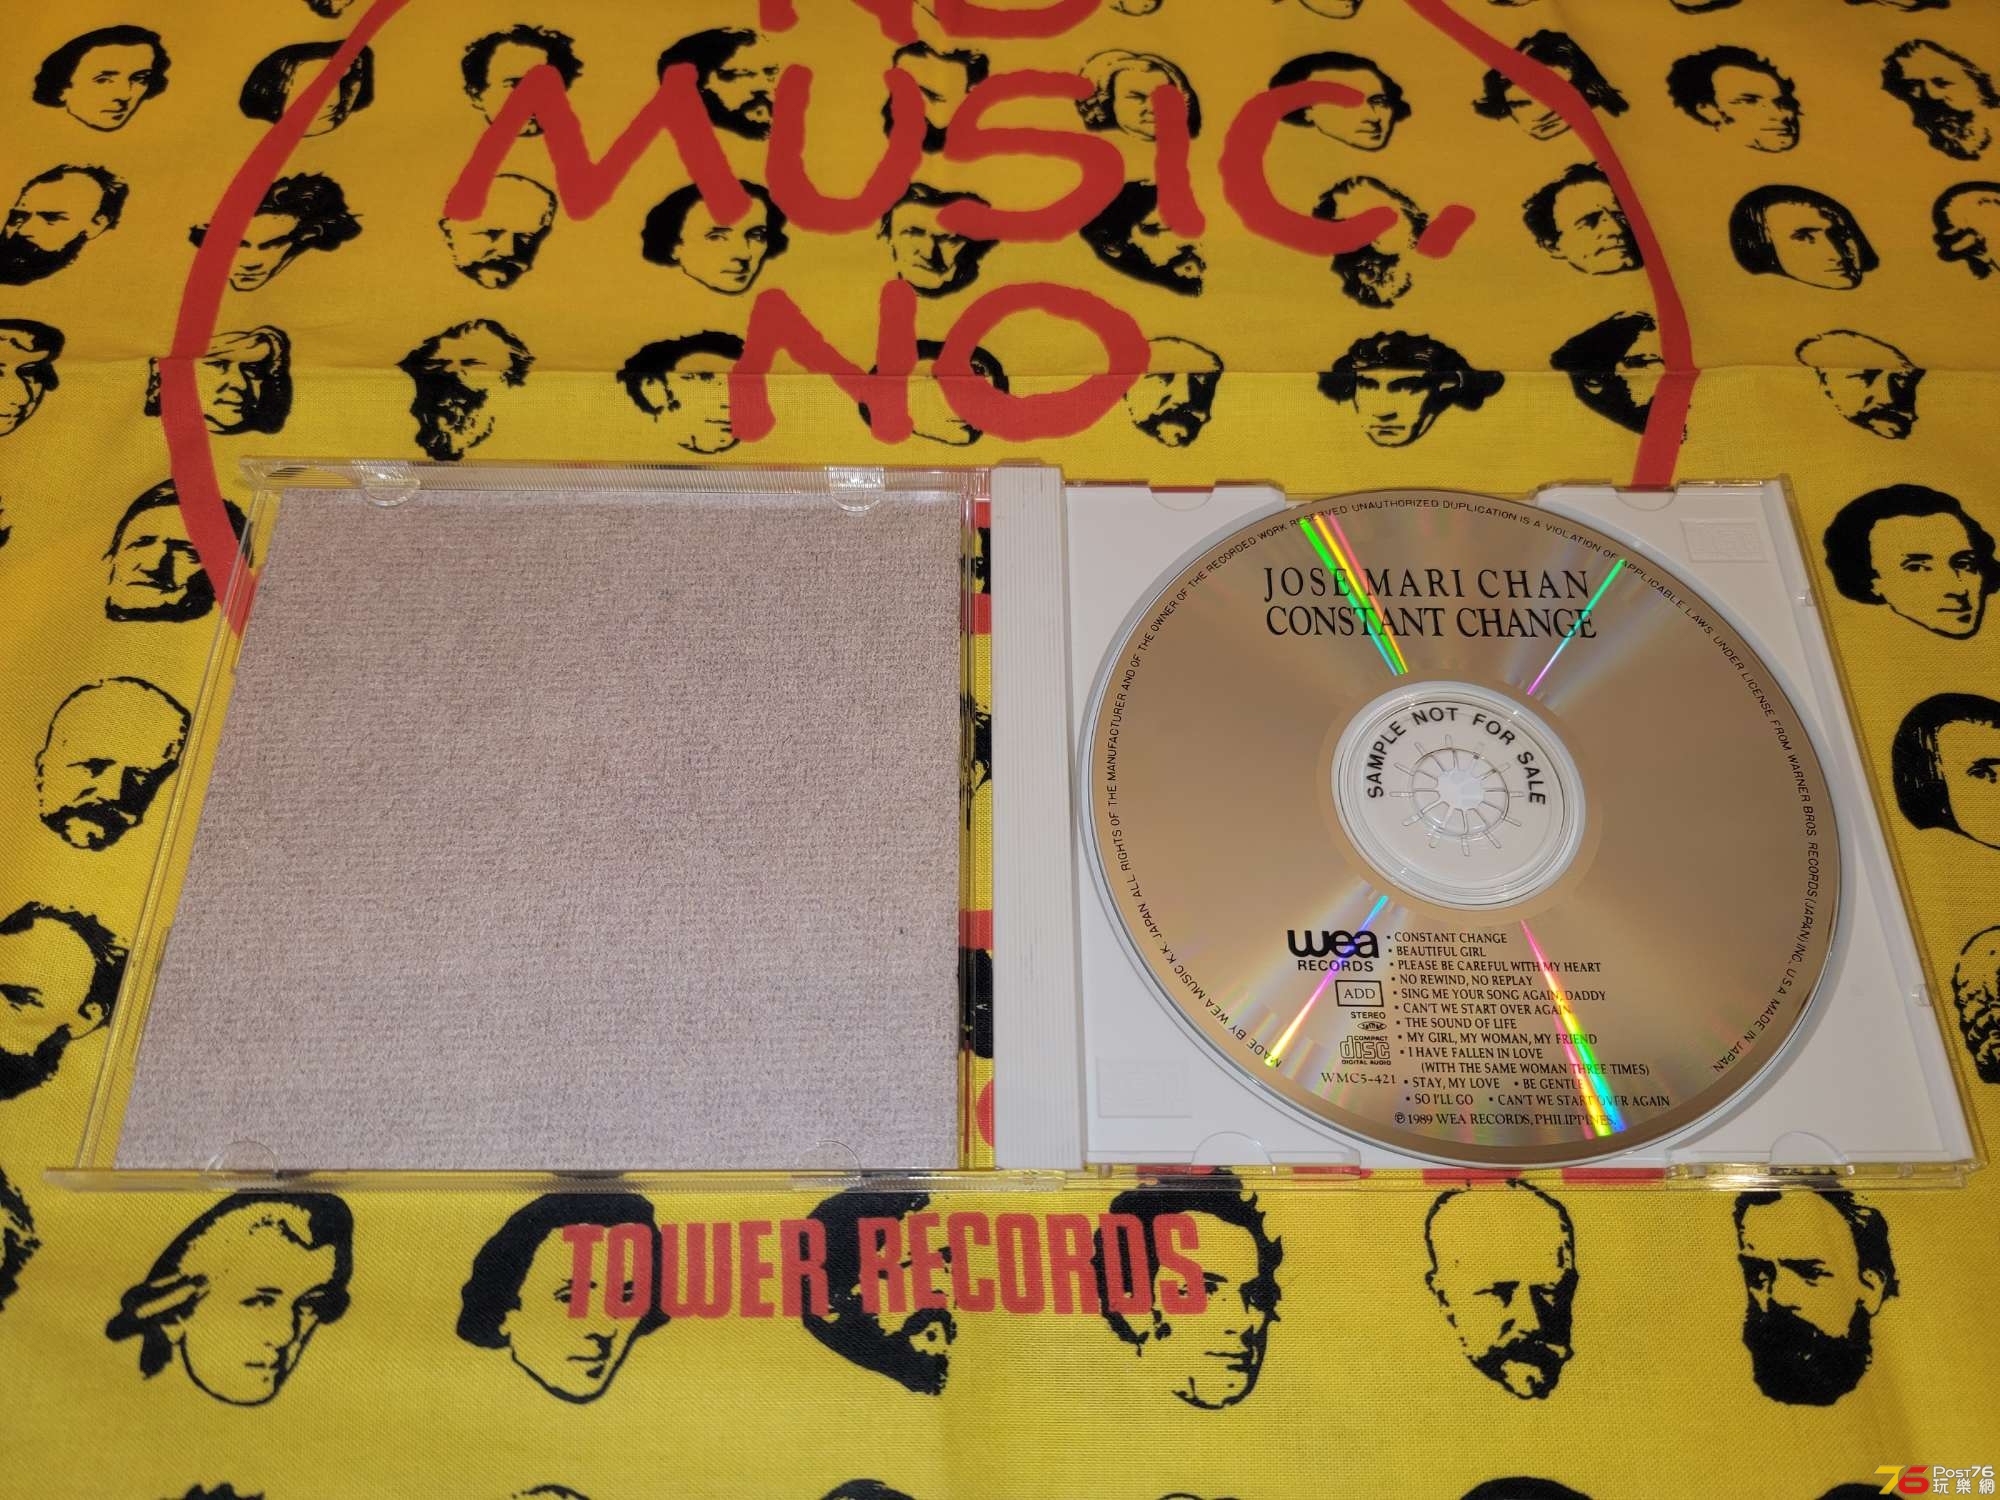 NO
MUSIC,
NO
MADE BY WEA MUSIC K.K. JAPAN ALL RIGHTS OF THE MANUFACTURER AND OF THE OWNER OF THE RECORDED WORK RESERVED UNAUTHORIZED DUPLICATION IS A VIOLATION OF APPLICABLE LAWS. UNDER LICENSE FROM WARNER BROS. RECORDS (JAPAN) INC. U.S.A. MADE IN JAPAN.
JOSE MARI CHAN
CONSTANT CHANGE
SAMPLE NOT FOR SALE
wea
RECORDS
ADD
STEREO
COMPACT
disc
DIGITAL AUDIO
WMC5-421
• CONSTANT CHANGE
• BEAUTIFUL GIRL
• PLEASE BE CAREFUL WITH MY HEART
• NO REWIND, NO REPLAY
• SING ME YOUR SONG AGAIN, DADDY
• CAN'T WE START OVER AGAIN
• THE SOUND OF LIFE
• MY GIRL, MY WOMAN, MY FRIEND
• I HAVE FALLEN IN LOVE
(WITH THE SAME WOMAN THREE TIMES)
• STAY, MY LOVE • BE GENTLE
• SO I'LL GO • CAN'T WE START OVER AGAIN
℗ 1989 WEA RECORDS, PHILIPPINES.
TOWER RECORDS
76 POST76
玩樂網